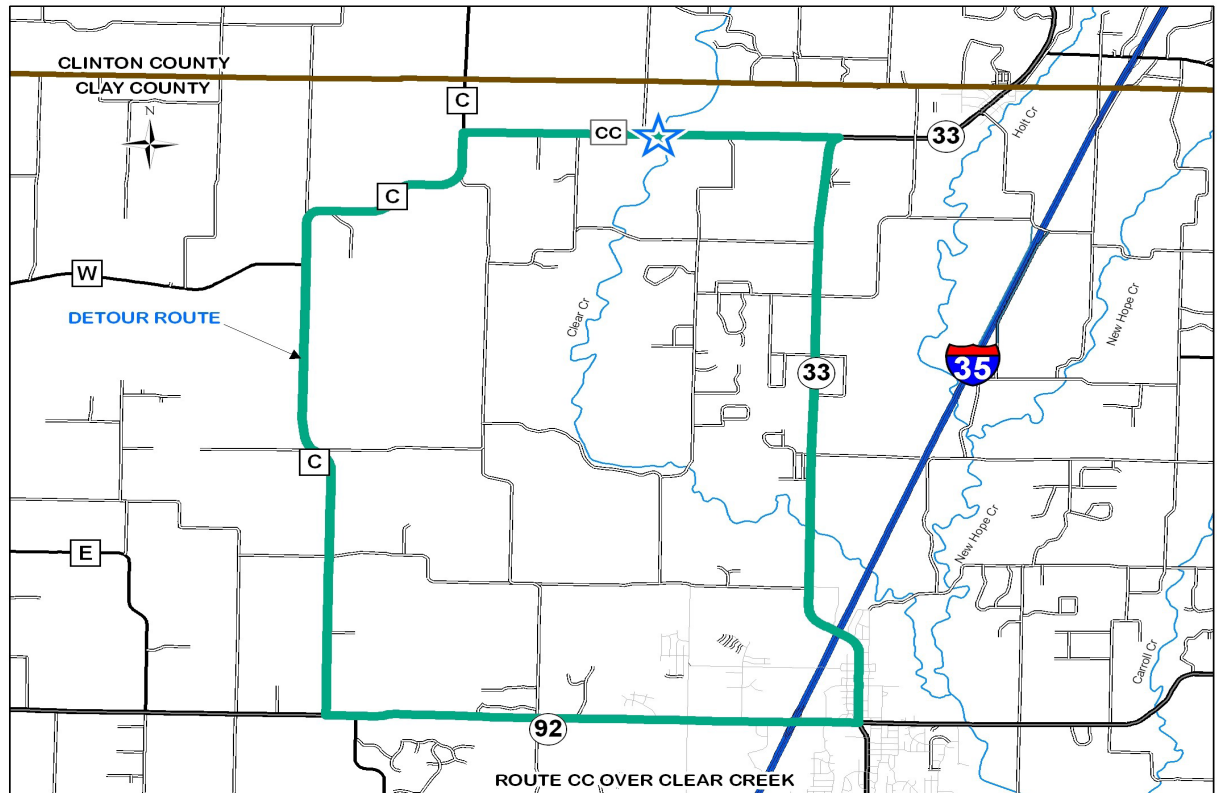 CLINTON COUNTY
CLAY COUNTY
N
C
CC
33
Holt Cr
C
W
DETOUR ROUTE
Clear Cr
New Hope Cr
33
35
C
E
New Hope Cr
Carroll Cr
92
ROUTE CC OVER CLEAR CREEK